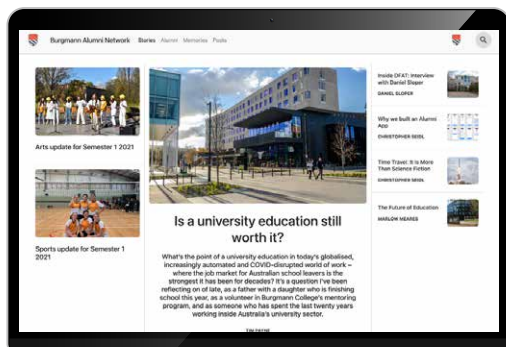 Burgmann Alumni Network Stories Alumni Memories Posts
Arts update for Semester 1 2021
Sports update for Semester 1
2021
Is a university education still
worth it?
What's the point of a university education in today's globalised,
increasingly automated and COVID-disrupted world of work –
where the job market for Australian school leavers is the
strongest it has been for decades? It's a question I've been
reflecting on of late, as a father with a daughter who is finishing
school this year, as a volunteer in Burgmann College's mentoring
program, and as someone who has spent the last twenty years
working inside Australia's university sector.
TIM PAYNE
Inside DFAT: Interview
with Daniel Sloper
DANIEL SLOPER
Why we built an Alumni
App
CHRISTOPHER SEIDL
Time Travel: It Is More
Than Science Fiction
CHRISTOPHER SEIDL
The Future of Education
MARLOW MEARES